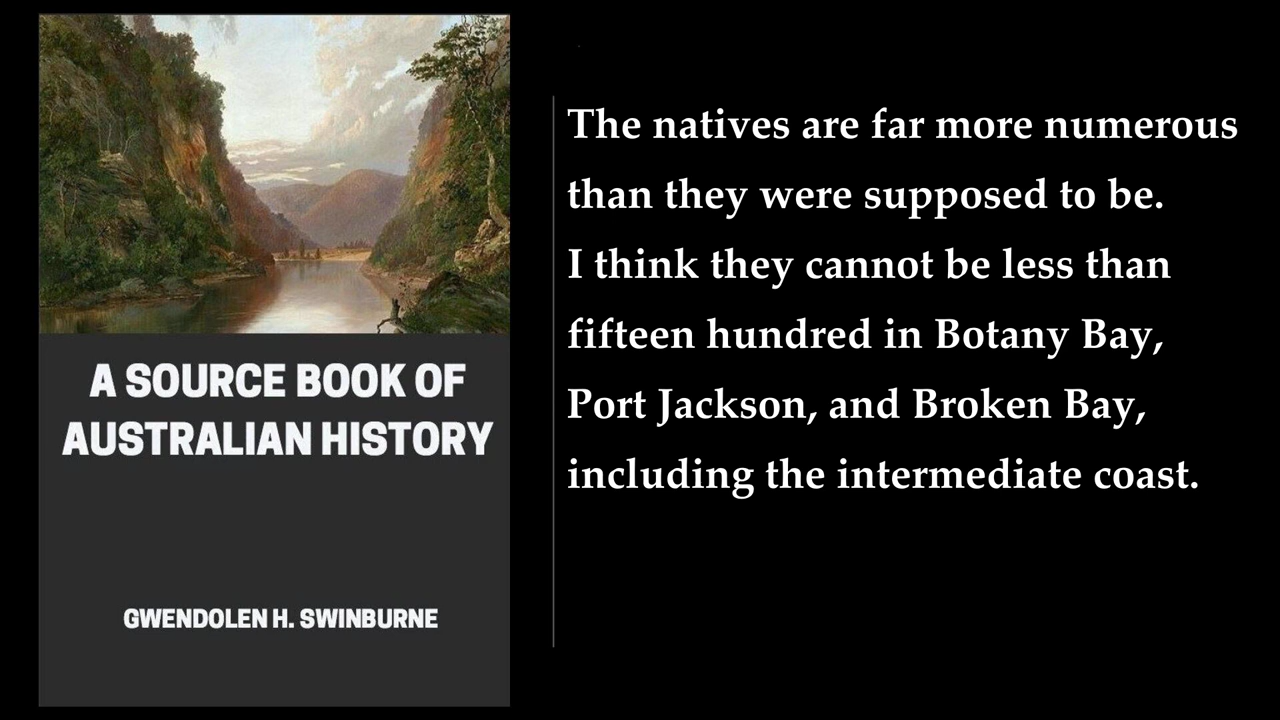 A SOURCE BOOK OF
AUSTRALIAN HISTORY
GWENDOLEN H. SWINBURNE
The natives are far more numerous
than they were supposed to be.
I think they cannot be less than
fifteen hundred in Botany Bay,
Port Jackson, and Broken Bay,
including the intermediate coast.